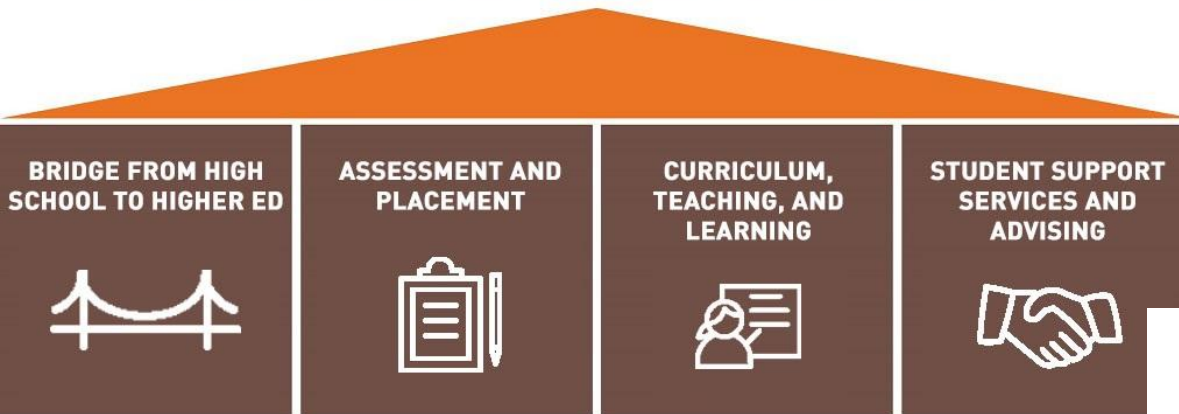 BRIDGE FROM HIGH
SCHOOL TO HIGHER ED
ASSESSMENT AND
PLACEMENT
CURRICULUM,
TEACHING, AND
LEARNING
STUDENT SUPPORT
SERVICES AND
ADVISING